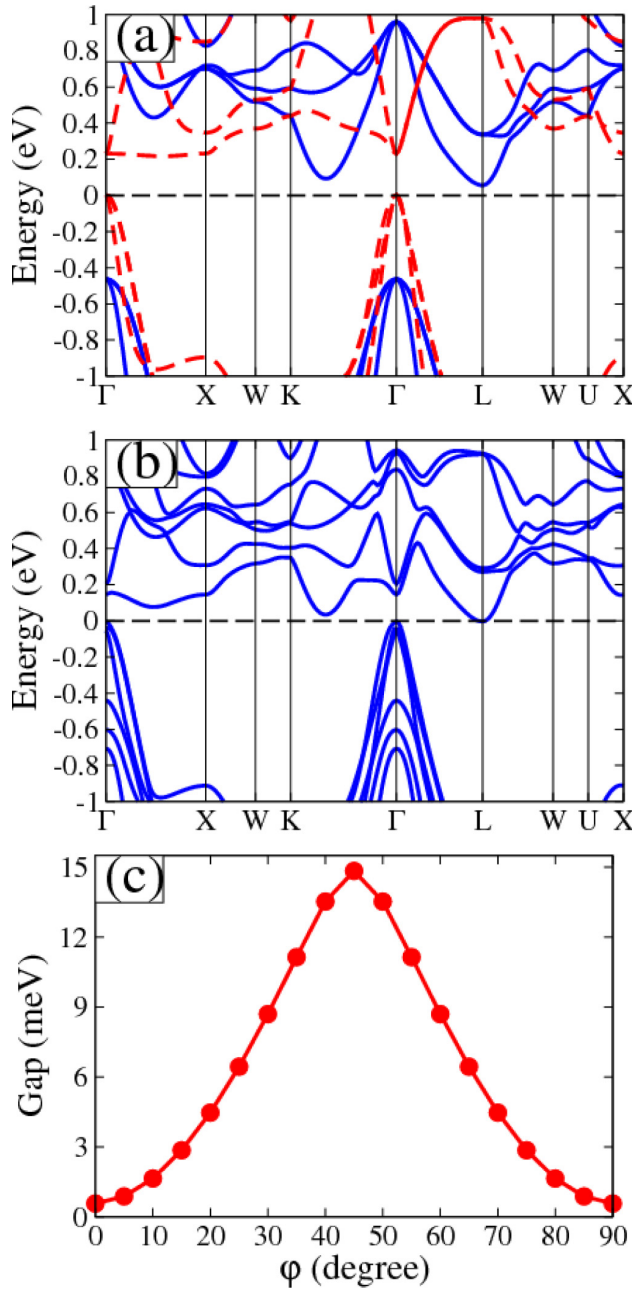 (a)
Energy (eV)
1
0.8
0.6
0.4
0.2
0
-0.2
-0.4
-0.6
-0.8
-1
Γ X W K Γ L W U X
(b)
Energy (eV)
1
0.8
0.6
0.4
0.2
0
-0.2
-0.4
-0.6
-0.8
-1
Γ X W K Γ L W U X
(c)
Gap (meV)
15
12
9
6
3
0
0 10 20 30 40 50 60 70 80 90
φ (degree)